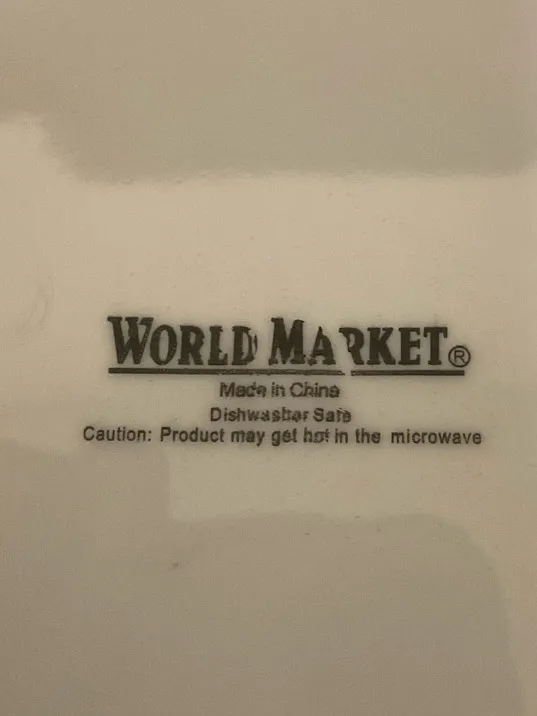 WORLD MARKET®
Made in China
Dishwasher Safe
Caution: Product may get hot in the microwave